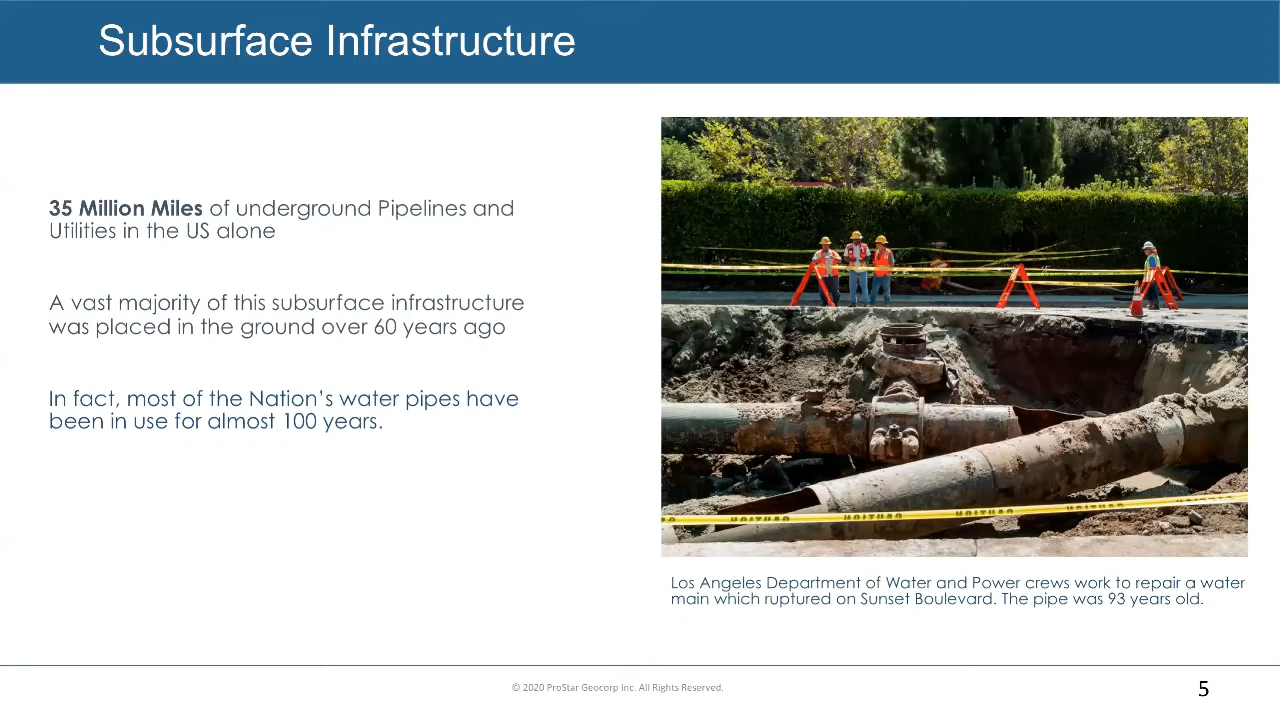 Subsurface Infrastructure
35 Million Miles of underground Pipelines and
Utilities in the US alone
A vast majority of this subsurface infrastructure
was placed in the ground over 60 years ago
In fact, most of the Nation's water pipes have
been in use for almost 100 years.
CAUTION CAUTION CAUTION CAUTION
Los Angeles Department of Water and Power crews work to repair a water
main which ruptured on Sunset Boulevard. The pipe was 93 years old.
© 2020 ProStar Geocorp Inc. All Rights Reserved.
5